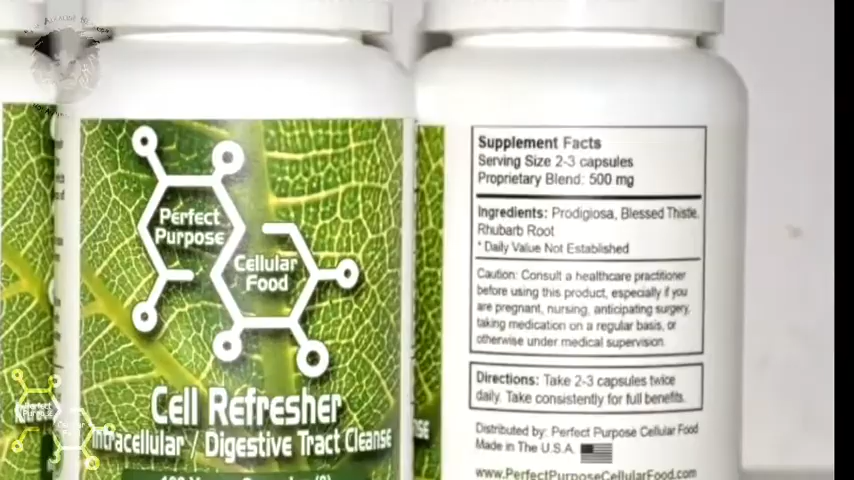 Perfect
Purpose
Cellular
Food
Cell Refresher
Intracellular / Digestive Tract Cleanse
Supplement Facts
Serving Size 2-3 capsules
Proprietary Blend: 500 mg
Ingredients: Prodigiosa, Blessed Thistle,
Rhubarb Root
* Daily Value Not Established
Caution: Consult a healthcare practitioner
before using this product, especially if you
are pregnant, nursing, anticipating surgery,
taking medication on a regular basis, or
otherwise under medical supervision.
Directions: Take 2-3 capsules twice
daily. Take consistently for full benefits.
Distributed by: Perfect Purpose Cellular Food
Made in The U.S.A.
www.PerfectPurposeCellularFood.com
Perfect
Purpose